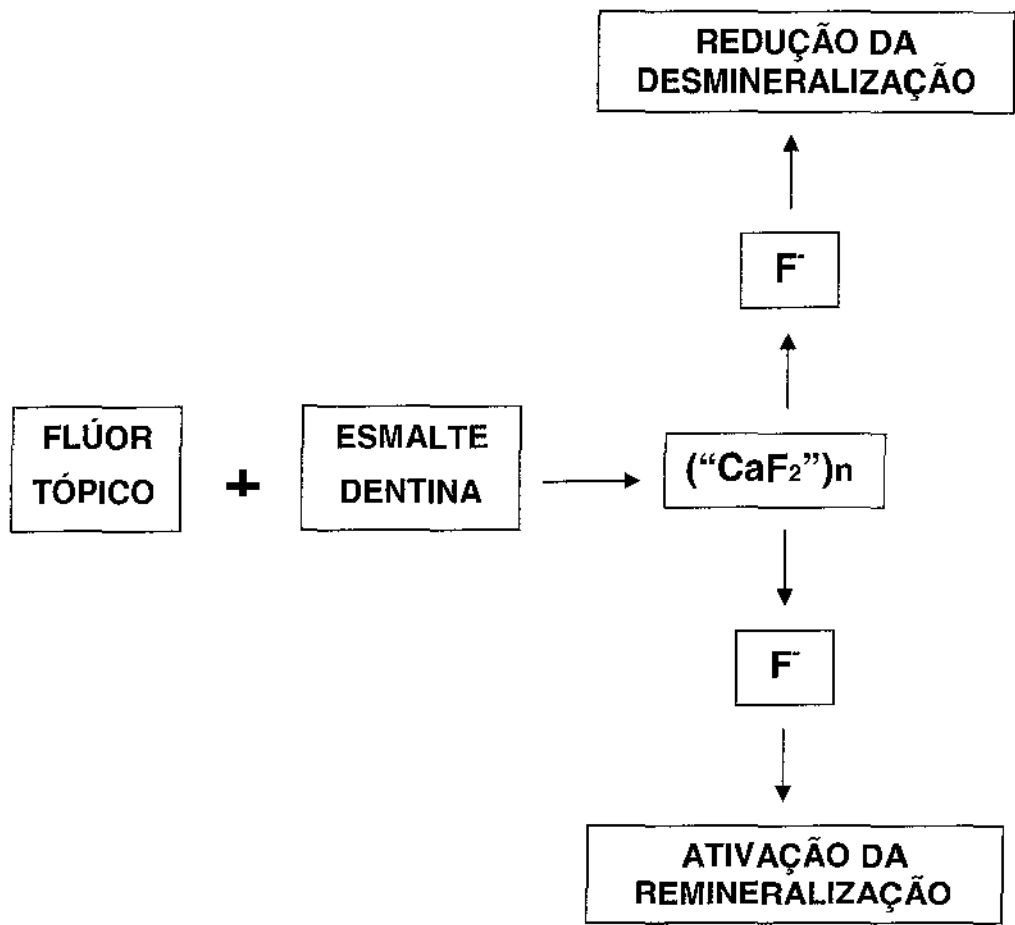 REDUÇÃO DA
DESMINERALIZAÇÃO
F-
FLÚOR
TÓPICO
+
ESMALTE
DENTINA
(“CaF2”)n
F-
ATIVAÇÃO DA
REMINERALIZAÇÃO